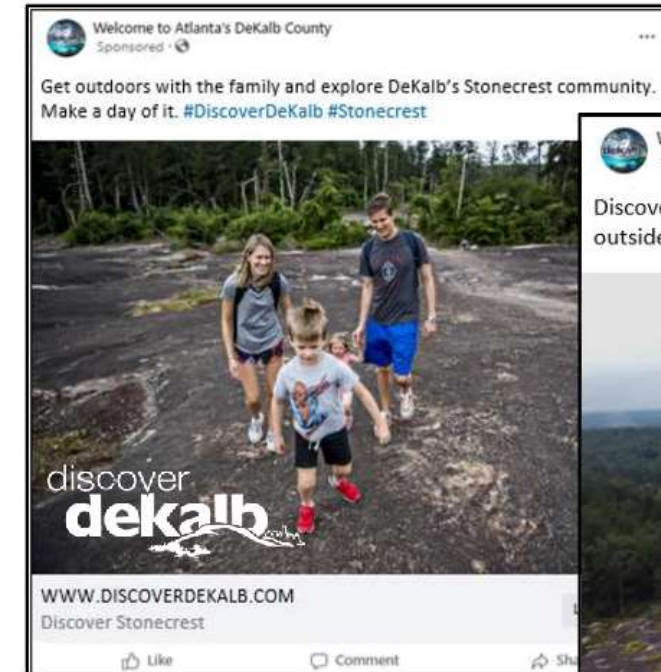 Welcome to Atlanta's DeKalb County
Sponsored ·
Get outdoors with the family and explore DeKalb's Stonecrest community.
Make a day of it. #DiscoverDeKalb #Stonecrest
discover
dekalb
WWW.DISCOVERDEKALB.COM
Discover Stonecrest
Like
Comment
outside